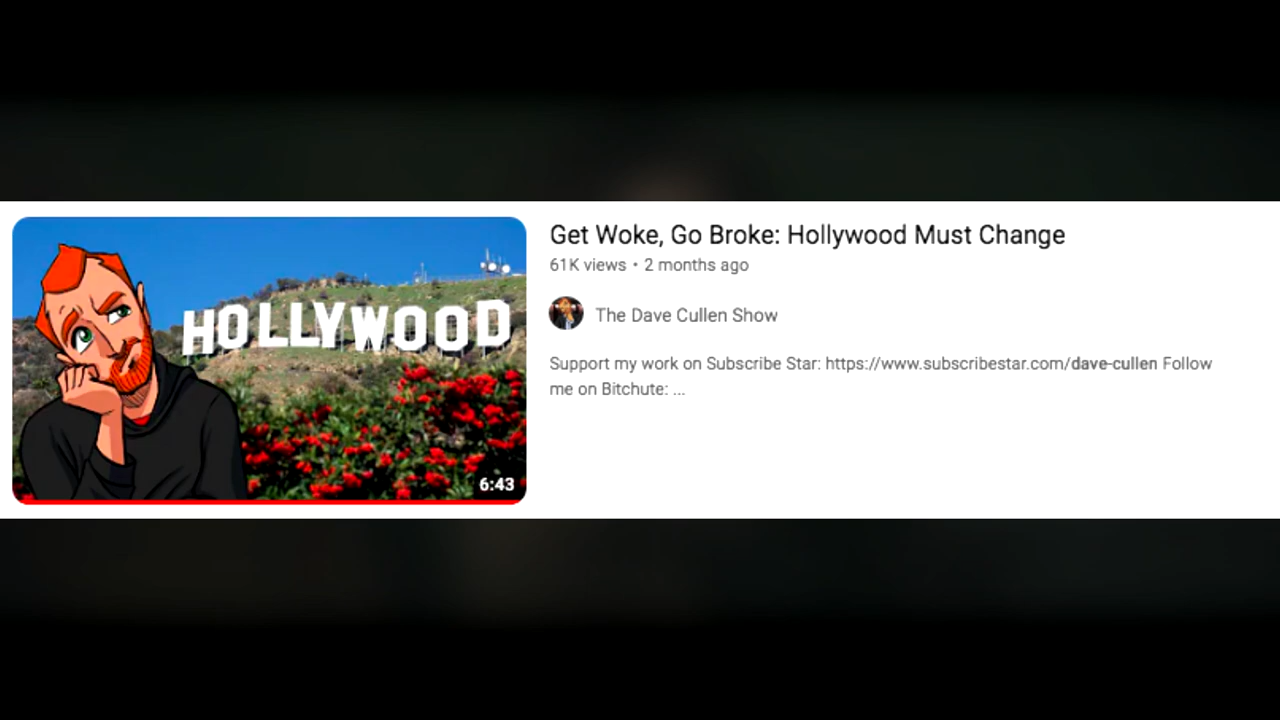 HOLLYWOOD
6:43
Get Woke, Go Broke: Hollywood Must Change
61K views • 2 months ago
The Dave Cullen Show
Support my work on Subscribe Star: https://www.subscribestar.com/dave-cullen Follow
me on Bitchute: ...